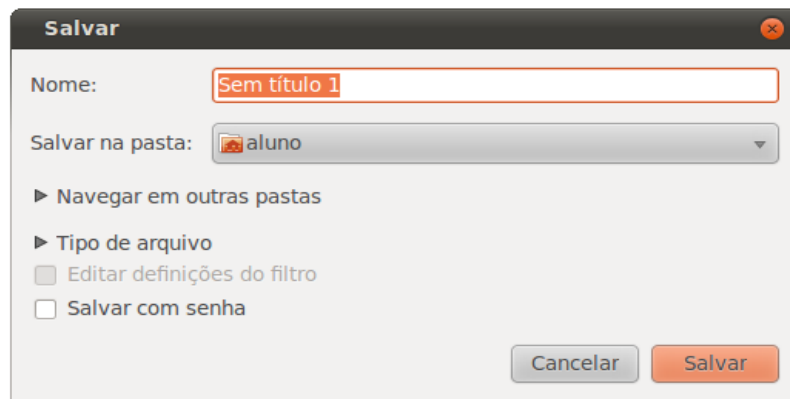 Salvar
Nome: Sem título 1
Salvar na pasta: aluno
Navegar em outras pastas
Tipo de arquivo
Editar definições do filtro
Salvar com senha
Cancelar Salvar